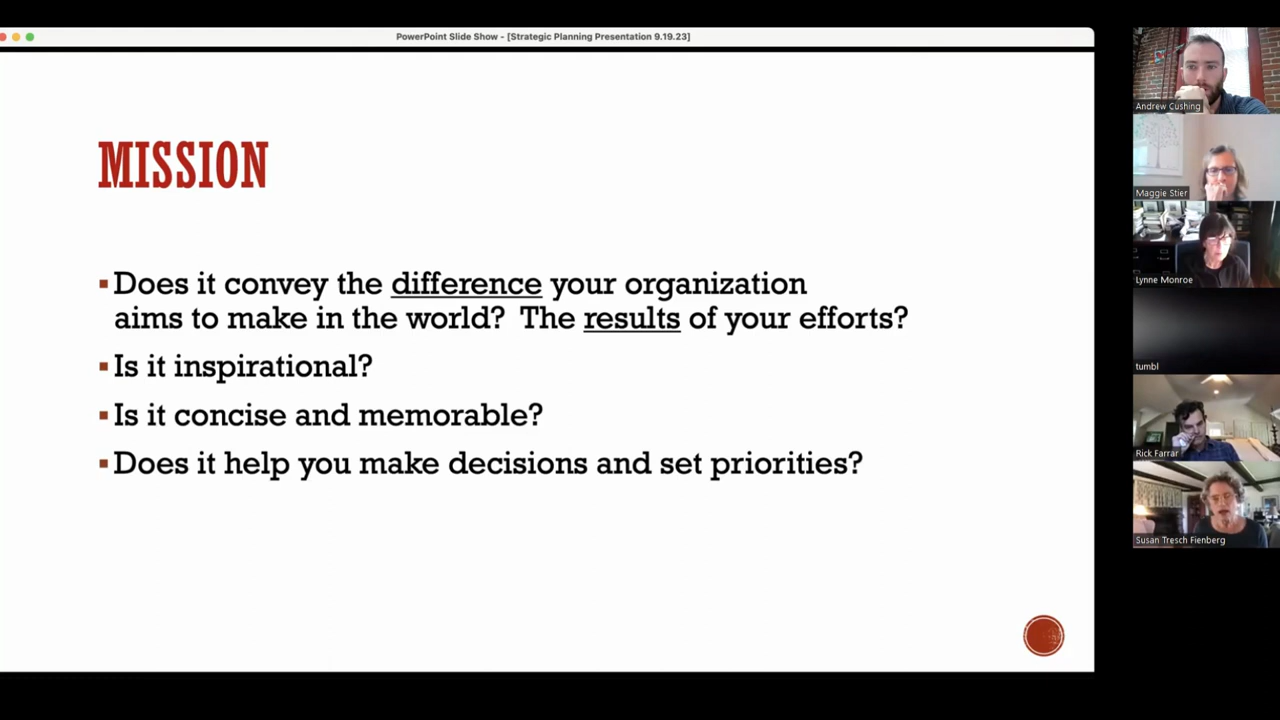 PowerPoint Slide Show - [Strategic Planning Presentation 9.19.23]
MISSION
▪Does it convey the difference your organization
aims to make in the world?  The results of your efforts?
▪Is it inspirational?
▪Is it concise and memorable?
▪Does it help you make decisions and set priorities?
Andrew Cushing
Maggie Stier
Lynne Monroe
tumbl
Rick Farrar
Susan Tresch Fienberg